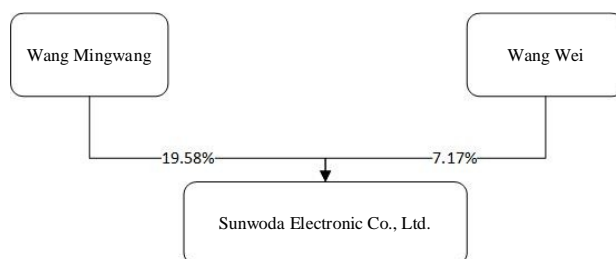 Wang Mingwang
Wang Wei
19.58%
7.17%
Sunwoda Electronic Co., Ltd.